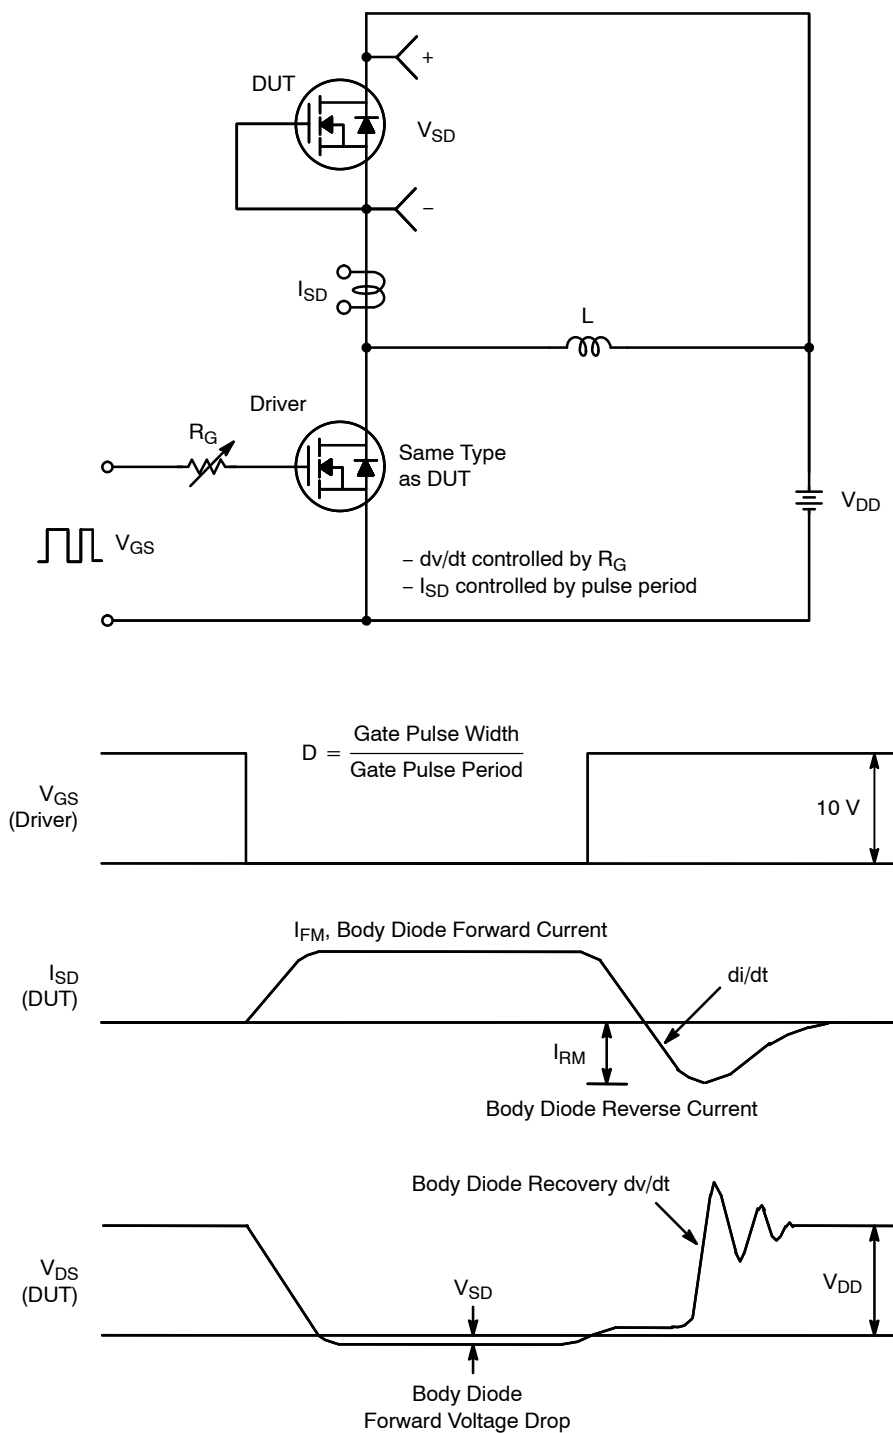 DUT
+
V_SD
−
I_SD
L
Driver
R_G
Same Type
as DUT
V_DD
V_GS
− dv/dt controlled by R_G
− I_SD controlled by pulse period
D = Gate Pulse Width
Gate Pulse Period
V_GS
(Driver)
10 V
I_FM, Body Diode Forward Current
I_SD
(DUT)
di/dt
I_RM
Body Diode Reverse Current
Body Diode Recovery dv/dt
V_DS
(DUT)
V_SD
V_DD
Body Diode
Forward Voltage Drop